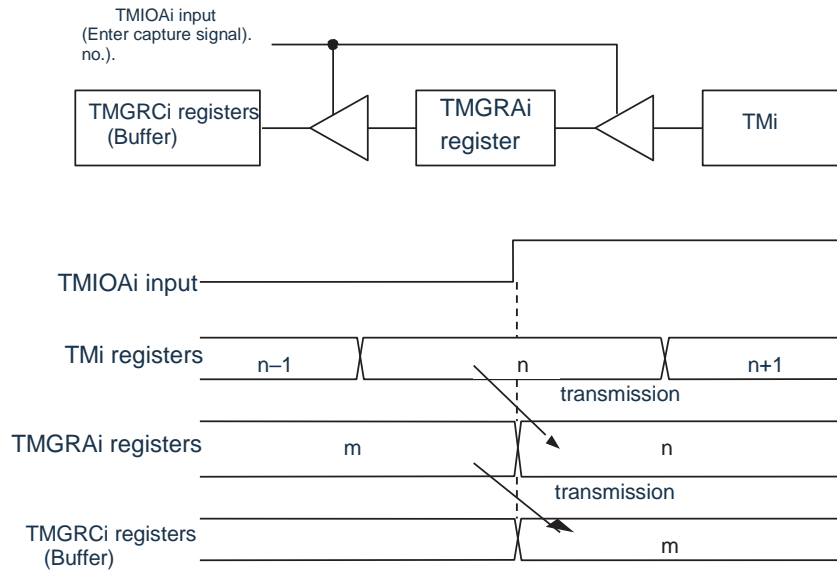 TMIOAi input
(Enter capture signal).
no.).
TMGRCi registers
(Buffer)
TMGRAi
register
TMi
TMIOAi input
TMi registers
n–1
n
n+1
transmission
TMGRAi registers
m
n
transmission
TMGRCi registers
(Buffer)
m